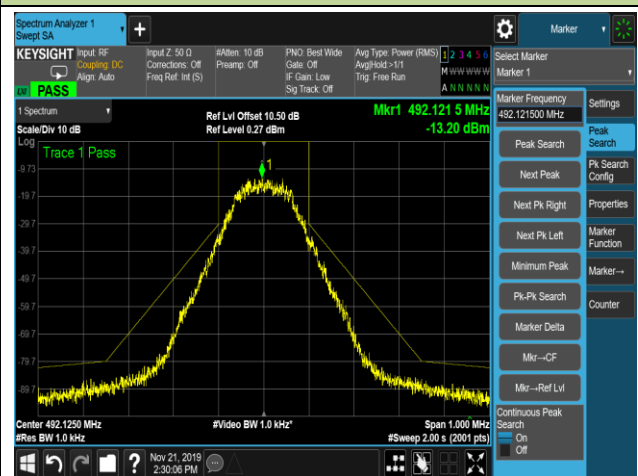 Spectrum Analyzer 1
Swept SA
+
Marker
KEYSIGHT
Input: RF
Coupling: DC
Align: Auto
Input Z: 50 Ω
Corrections: Off
Freq Ref: Int (S)
#Atten: 10 dB
Preamp: Off
PNO: Best Wide
Gate: Off
IF Gain: Low
Sig Track: Off
Avg Type: Power (RMS)
Avg|Hold:>1/1
Trig: Free Run
1 2 3 4 5 6
M W W W W W
A N N N N N
LXI
PASS
Select Marker
Marker 1
1 Spectrum
Scale/Div 10 dB
Log
Ref Lvl Offset 10.50 dB
Ref Level 0.27 dBm
Mkr1 492.121 5 MHz
-13.20 dBm
Trace 1 Pass
1
-9.73
-19.7
-29.7
-39.7
-49.7
-59.7
-69.7
-79.7
-89.7
Center 492.1250 MHz
#Res BW 1.0 kHz
#Video BW 1.0 kHz*
Span 1.000 MHz
#Sweep 2.00 s (2001 pts)
Marker Frequency
492.121500 MHz
Peak Search
Next Peak
Next Pk Right
Next Pk Left
Minimum Peak
Pk-Pk Search
Marker Delta
Mkr→CF
Mkr→Ref Lvl
Continuous Peak
Search
On
Off
Settings
Peak
Search
Pk Search
Config
Properties
Marker
Function
Marker→
Counter
?
Nov 21, 2019
2:30:06 PM